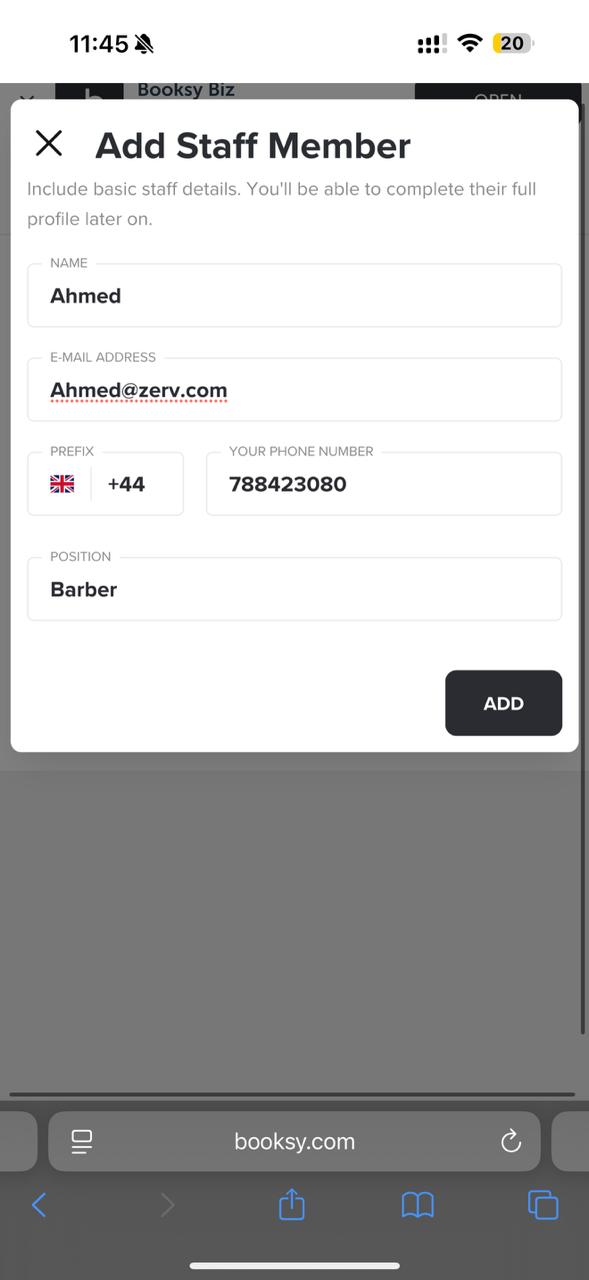 11:45
20
Booksy Biz
OPEN
Add Staff Member
Include basic staff details. You'll be able to complete their full
profile later on.
NAME
Ahmed
E-MAIL ADDRESS
Ahmed@zerv.com
PREFIX
+44
YOUR PHONE NUMBER
788423080
POSITION
Barber
ADD
booksy.com